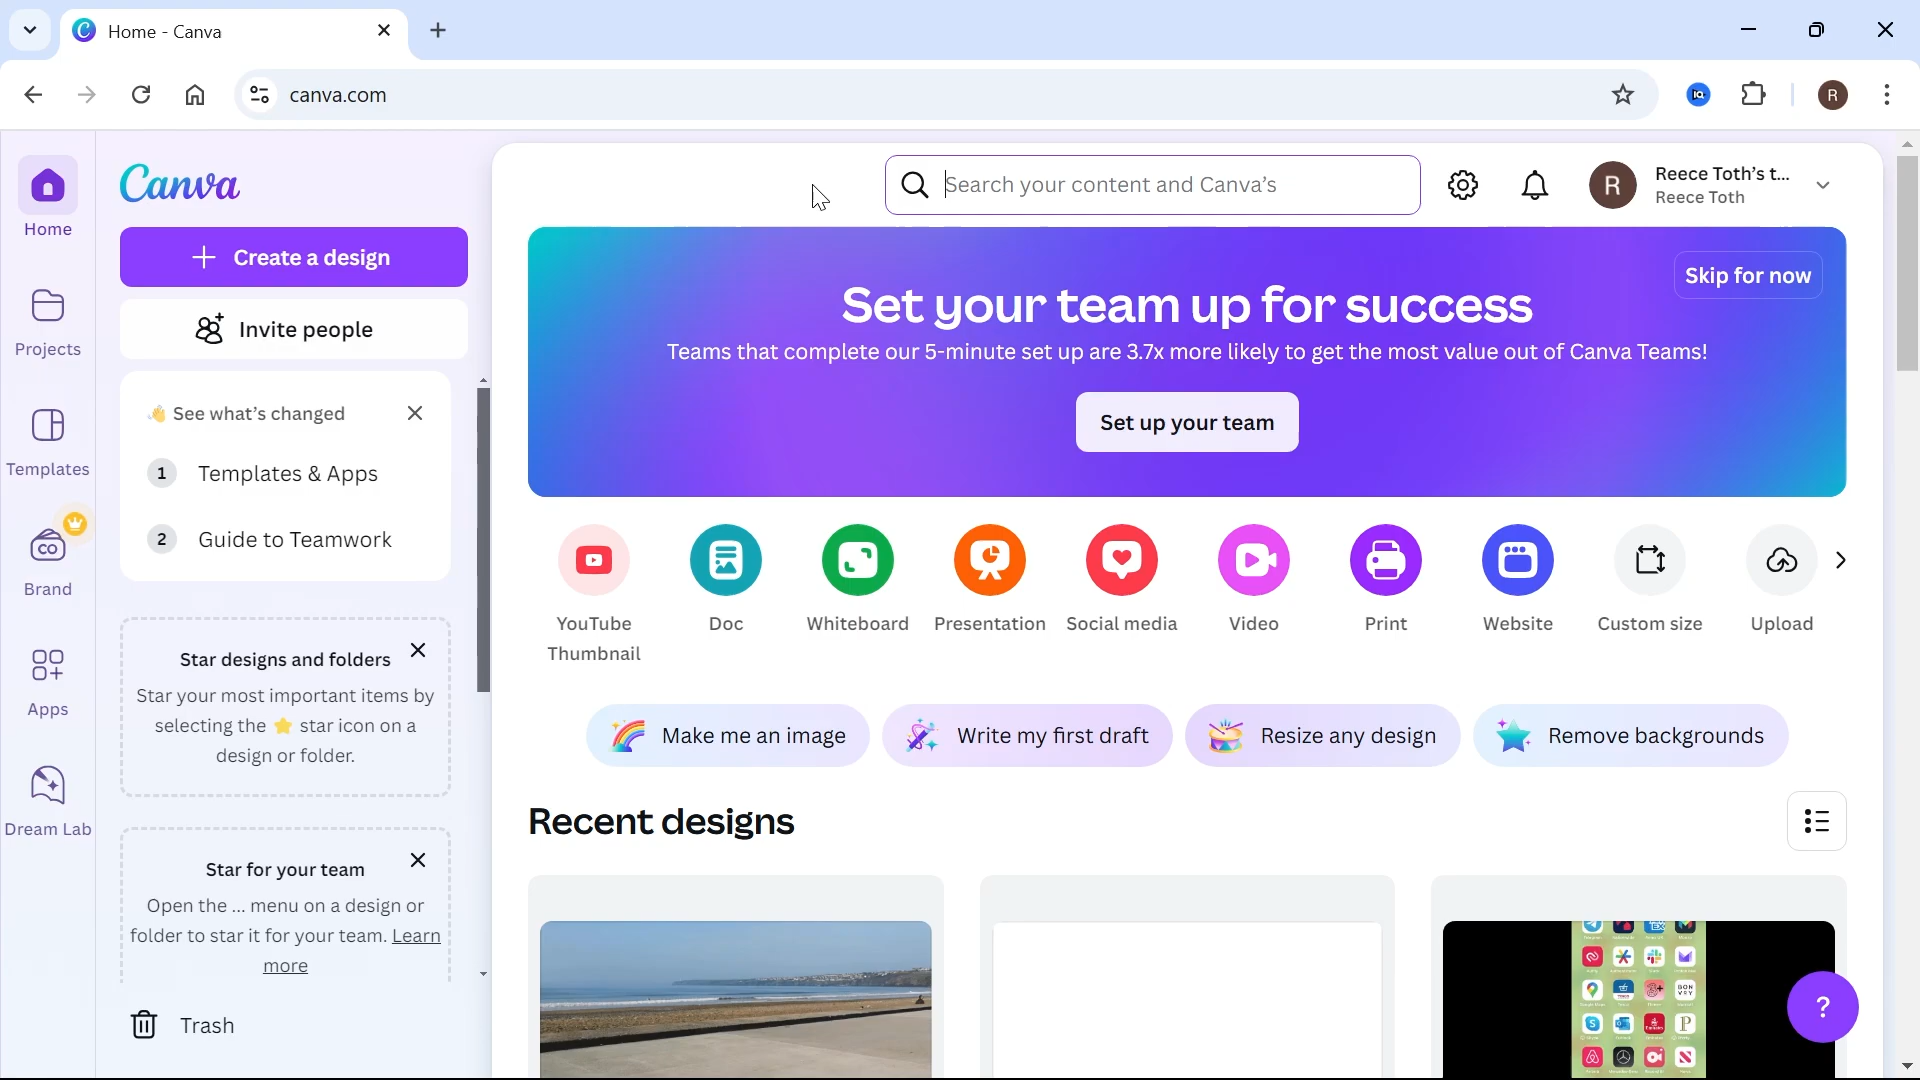 Home - Canva
canva.com
R
Canva
Home
Create a design
Invite people
👋 See what's changed
1 Templates & Apps
2 Guide to Teamwork
Star designs and folders
Star your most important items by
selecting the ⭐ star icon on a
design or folder.
Star for your team
Open the ... menu on a design or
folder to star it for your team. Learn
more
Trash
Projects
Templates
CO
Brand
Apps
Dream Lab
Search your content and Canva's
R
Reece Toth's t...
Reece Toth
Skip for now
Set your team up for success
Teams that complete our 5-minute set up are 3.7x more likely to get the most value out of Canva Teams!
Set up your team
YouTube
Thumbnail
Doc
Whiteboard
Presentation
Social media
Video
Print
Website
Custom size
Upload
Make me an image
Write my first draft
Resize any design
Remove backgrounds
Recent designs
?